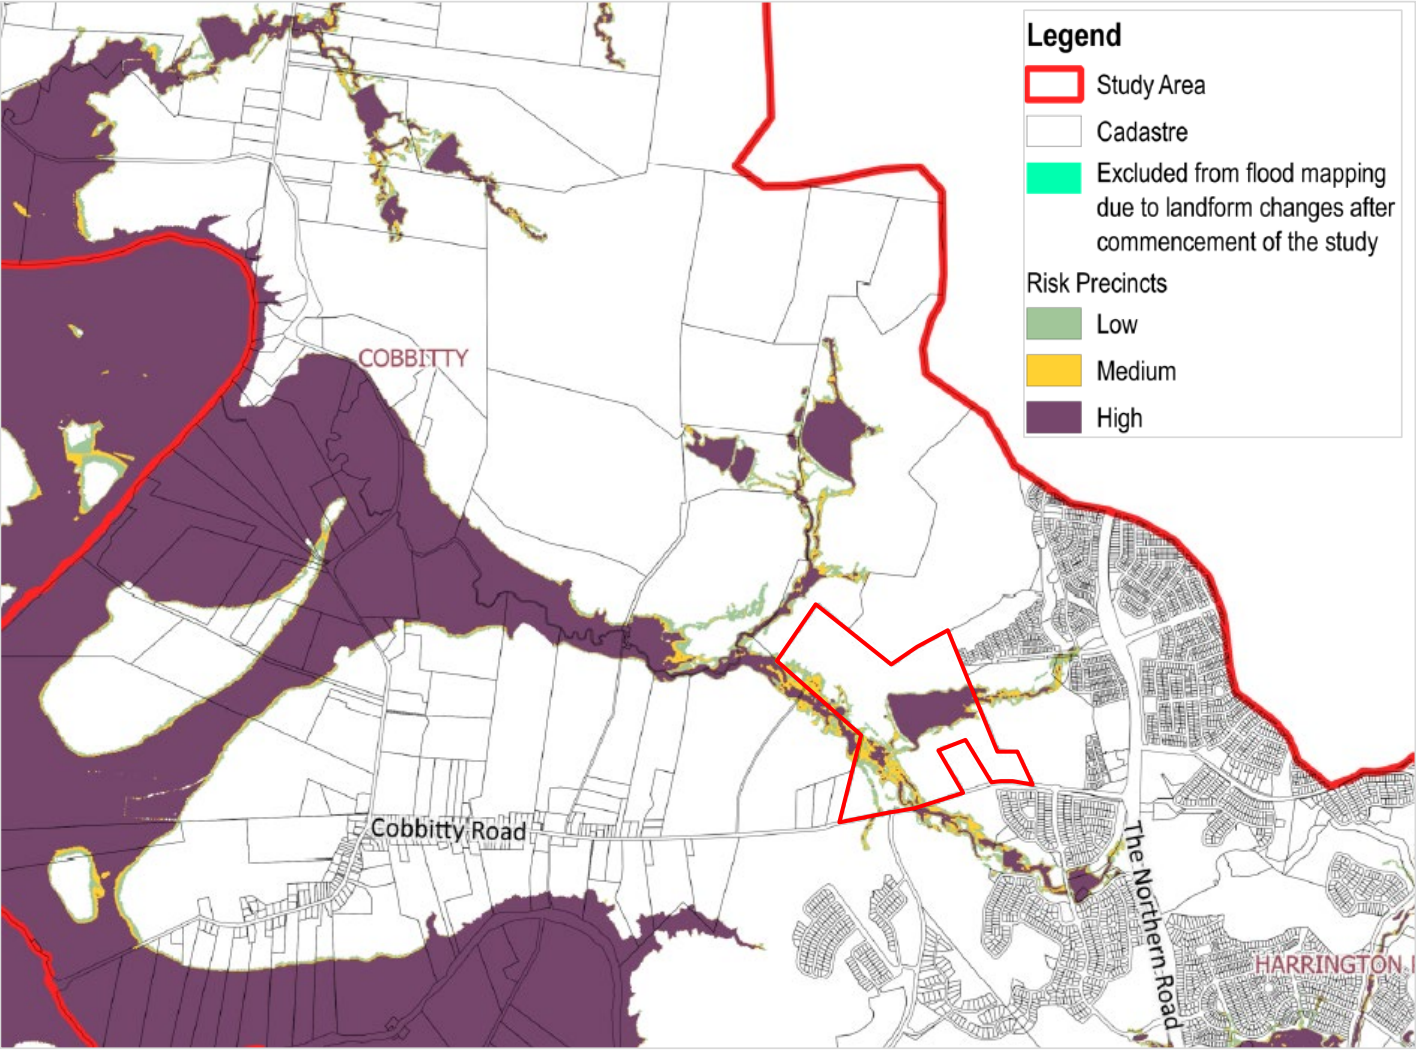 Legend
Study Area
Cadastre
Excluded from flood mapping
due to landform changes after
commencement of the study
Risk Precincts
Low
Medium
High
COBBITTY
Cobbitty Road
The Northern Road
HARRINGTON